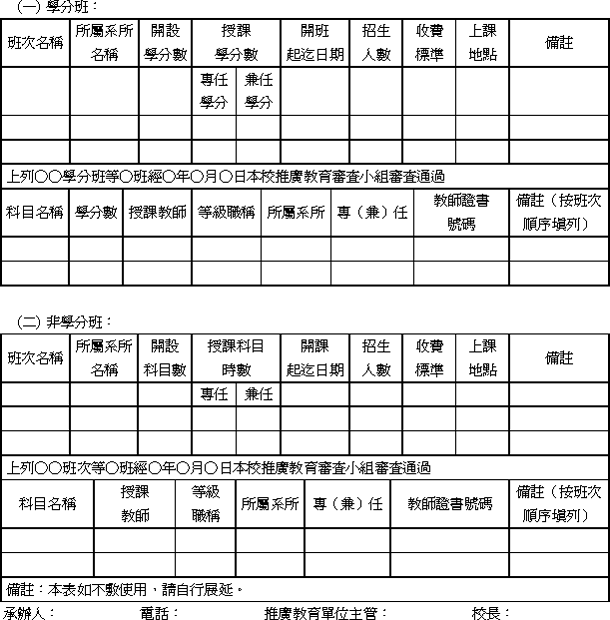 （一）學分班：
班次名稱 所屬系所名稱 開設學分數 授課學分數 開班起迄日期 招生人數 收費標準 上課地點 備註
專任學分 兼任學分
上列○○學分班等○班經○年○月○日本校推廣教育審查小組審查通過
科目名稱 學分數 授課教師 等級職稱 所屬系所 專（兼）任 教師證書號碼 備註（按班次順序填列）
（二）非學分班：
班次名稱 所屬系所名稱 開設科目數 授課科目時數 開課起迄日期 招生人數 收費標準 上課地點 備註
專任 兼任
上列○○班次等○班經○年○月○日本校推廣教育審查小組審查通過
科目名稱 授課教師 等級職稱 所屬系所 專（兼）任 教師證書號碼 備註（按班次順序填列）
備註：本表如不敷使用，請自行展延。
承辦人： 電話： 推廣教育單位主管： 校長：